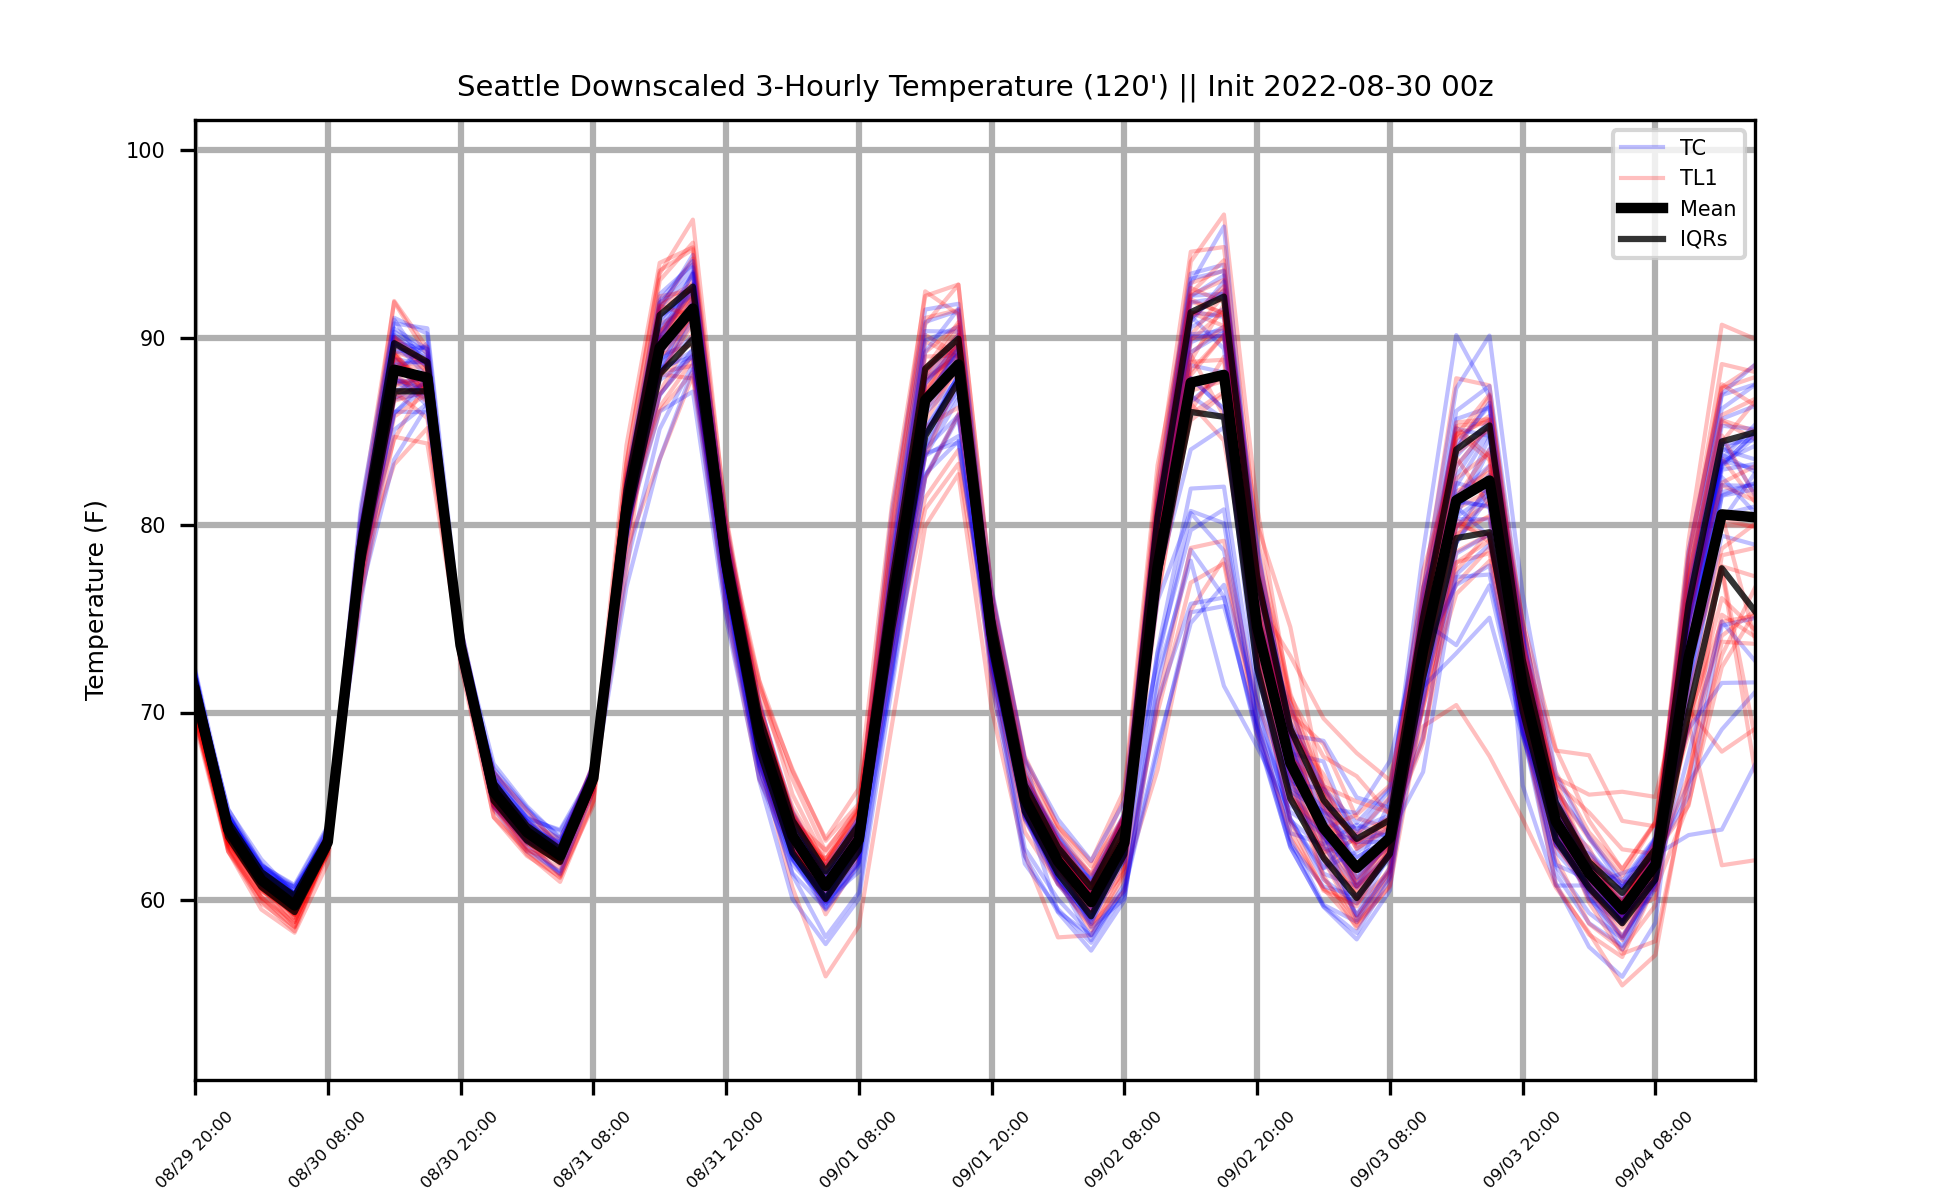 Seattle Downscaled 3-Hourly Temperature (120') || Init 2022-08-30 00z
TC
TL1
Mean
IQRs
Temperature (F)
100
90
80
70
60
08/29 20:00
08/30 08:00
08/30 20:00
08/31 08:00
08/31 20:00
09/01 08:00
09/01 20:00
09/02 08:00
09/02 20:00
09/03 08:00
09/03 20:00
09/04 08:00